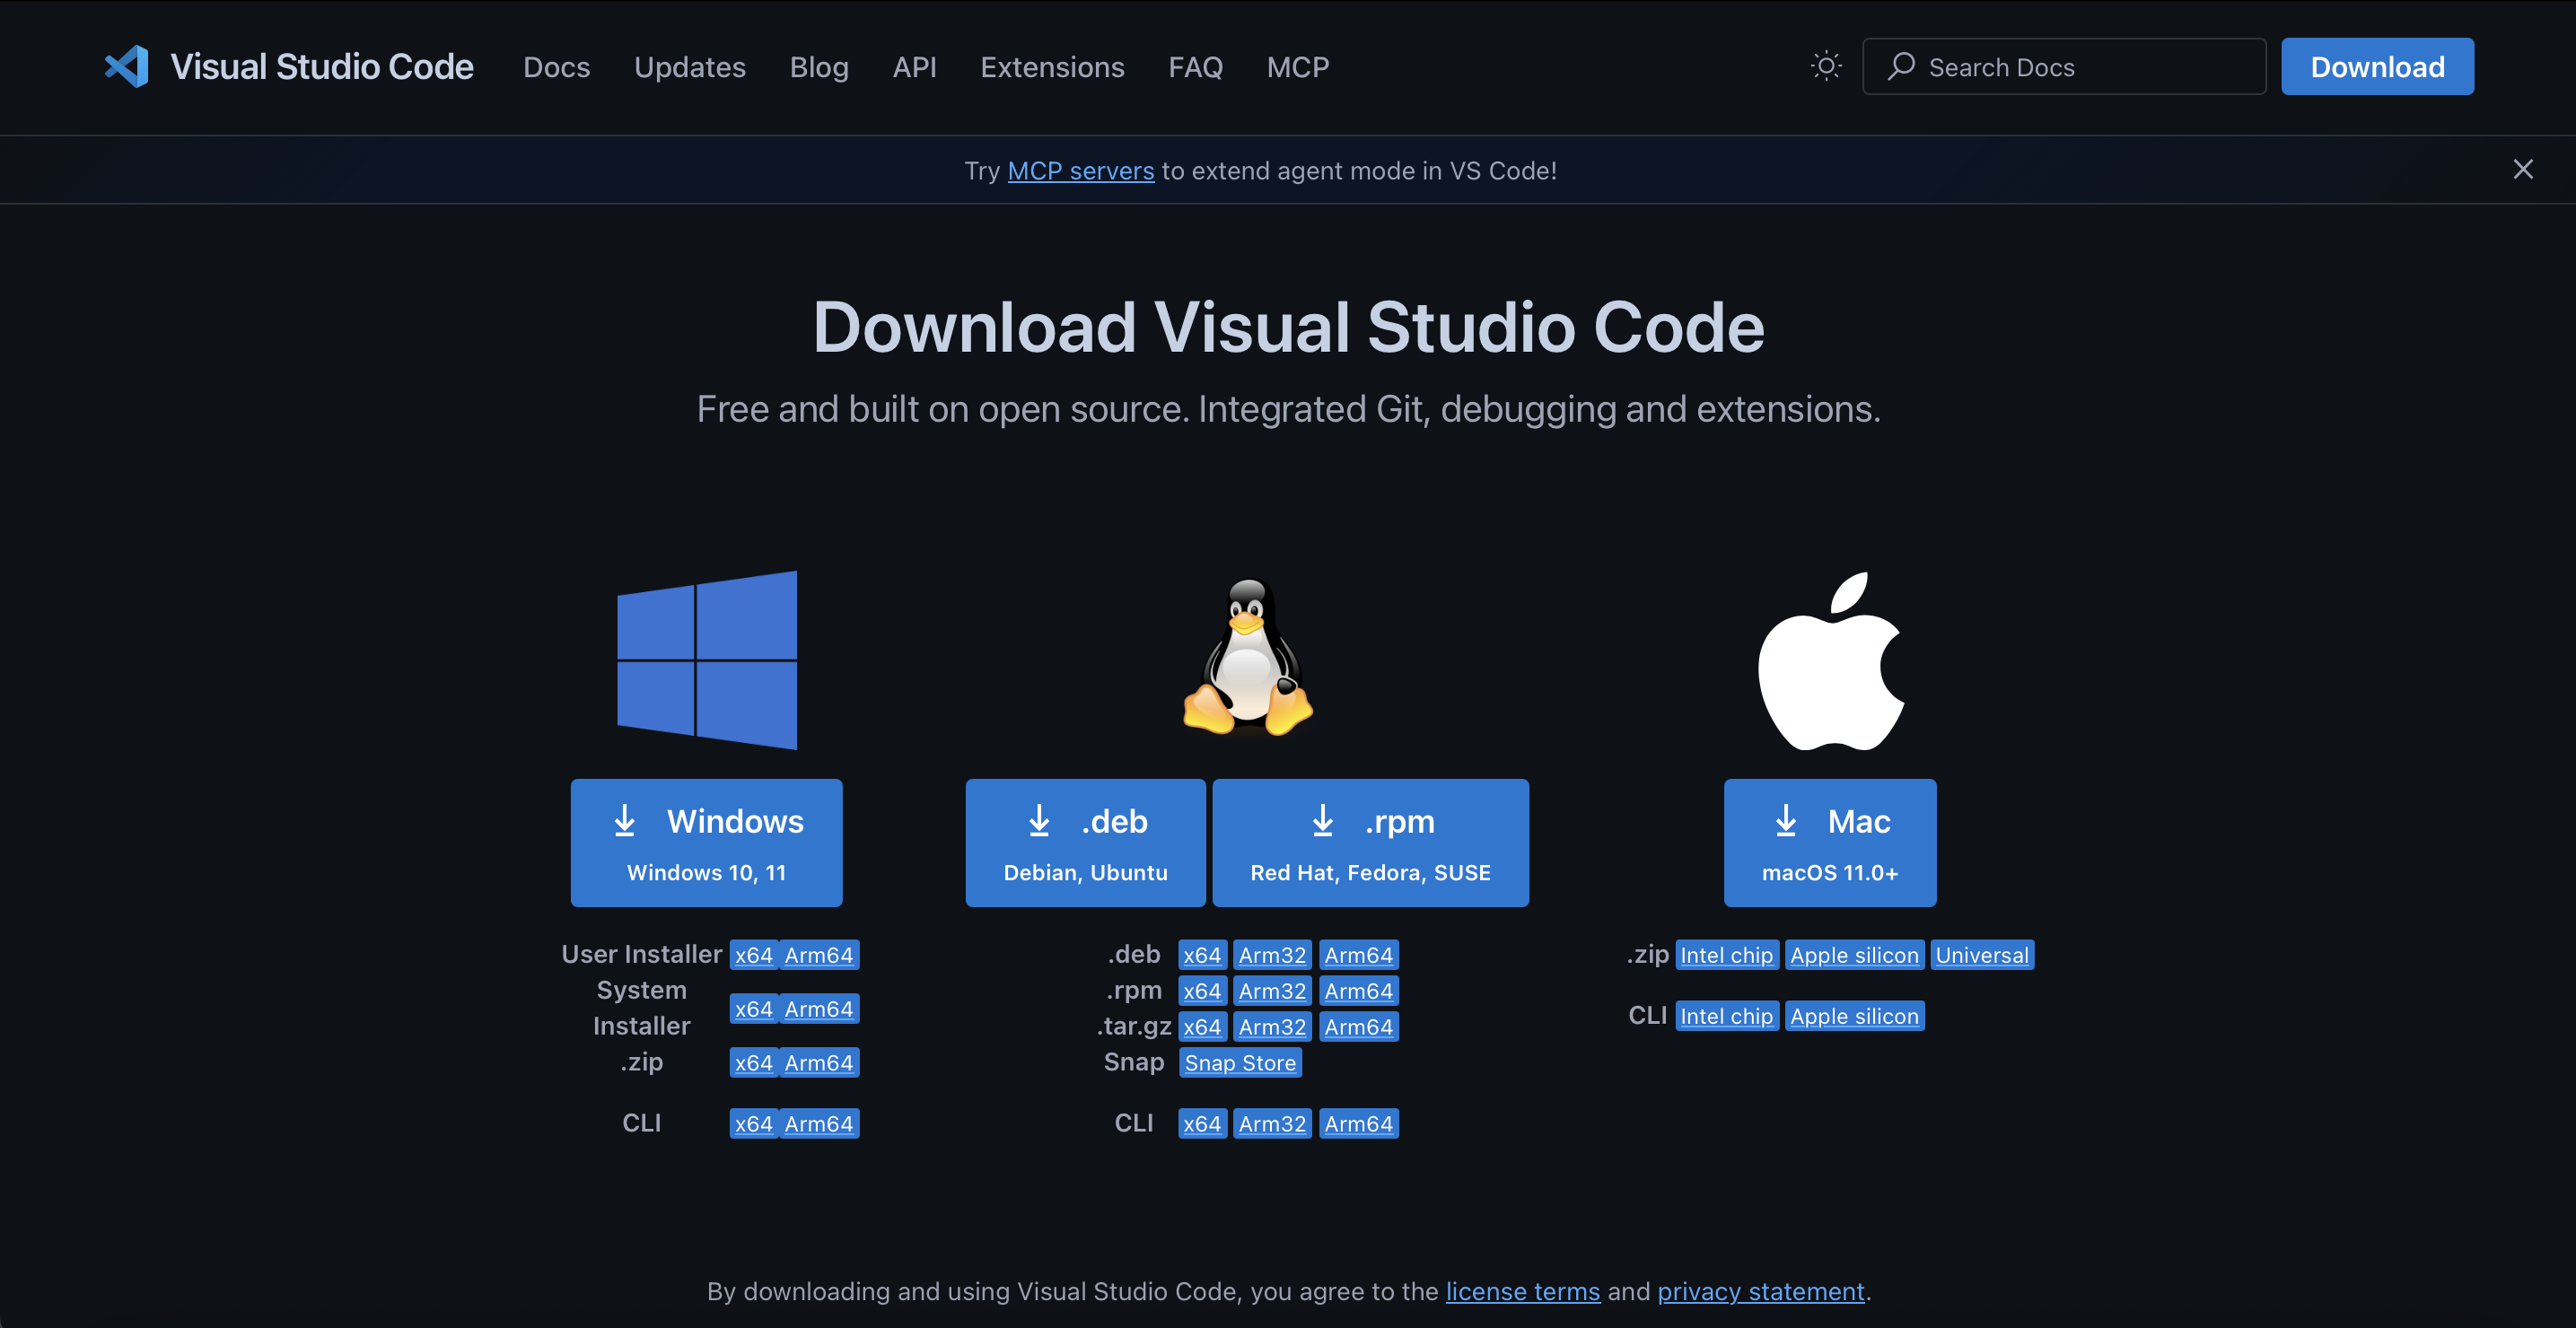 Visual Studio Code Docs Updates Blog API Extensions FAQ MCP Search Docs Download
Try MCP servers to extend agent mode in VS Code!
Download Visual Studio Code
Free and built on open source. Integrated Git, debugging and extensions.
Windows
Windows 10, 11
User Installer x64 Arm64
System
Installer x64 Arm64
.zip x64 Arm64
CLI x64 Arm64
.deb
Debian, Ubuntu
.rpm
Red Hat, Fedora, SUSE
.deb x64 Arm32 Arm64
.rpm x64 Arm32 Arm64
.tar.gz x64 Arm32 Arm64
Snap Snap Store
CLI x64 Arm32 Arm64
Mac
macOS 11.0+
.zip Intel chip Apple silicon Universal
CLI Intel chip Apple silicon
By downloading and using Visual Studio Code, you agree to the license terms and privacy statement.